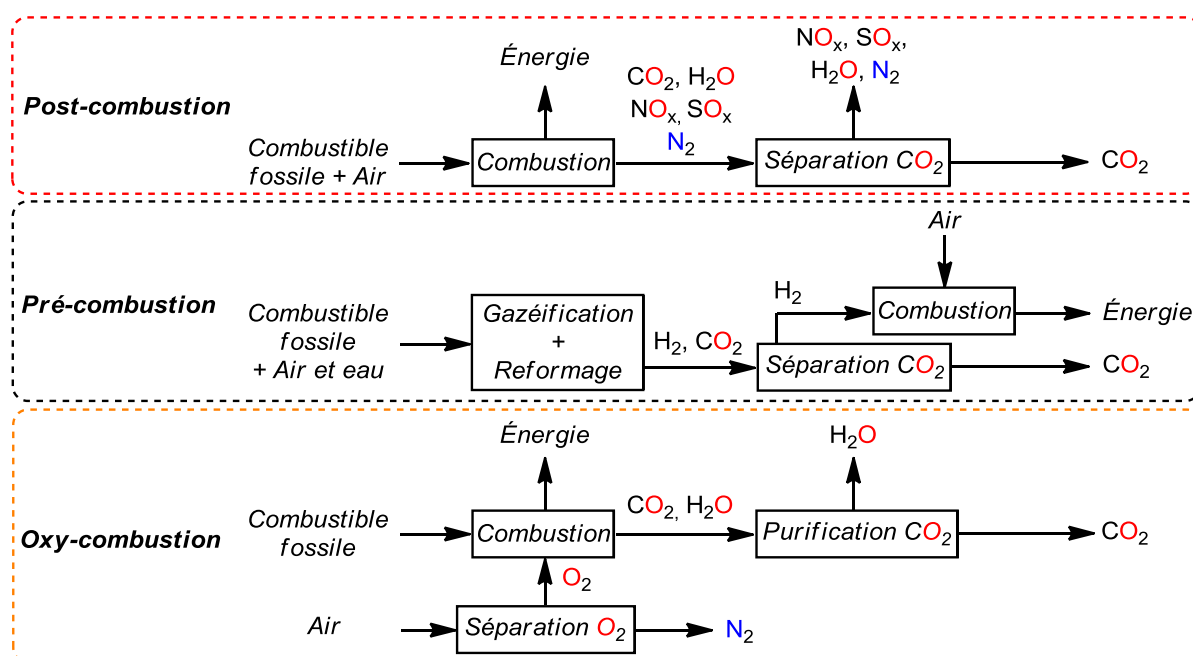 Post-combustion
Combustible
fossile + Air
Énergie
Combustion
CO₂, H₂O
NOₓ, SOₓ
N₂
NOₓ, SOₓ,
H₂O, N₂
Séparation CO₂
CO₂
Pré-combustion
Combustible
fossile
+ Air et eau
Gazéification
+
Reformage
H₂, CO₂
Séparation CO₂
H₂
Air
Combustion
Énergie
CO₂
Oxy-combustion
Combustible
fossile
Énergie
Combustion
CO₂, H₂O
H₂O
Purification CO₂
CO₂
O₂
Air
Séparation O₂
N₂